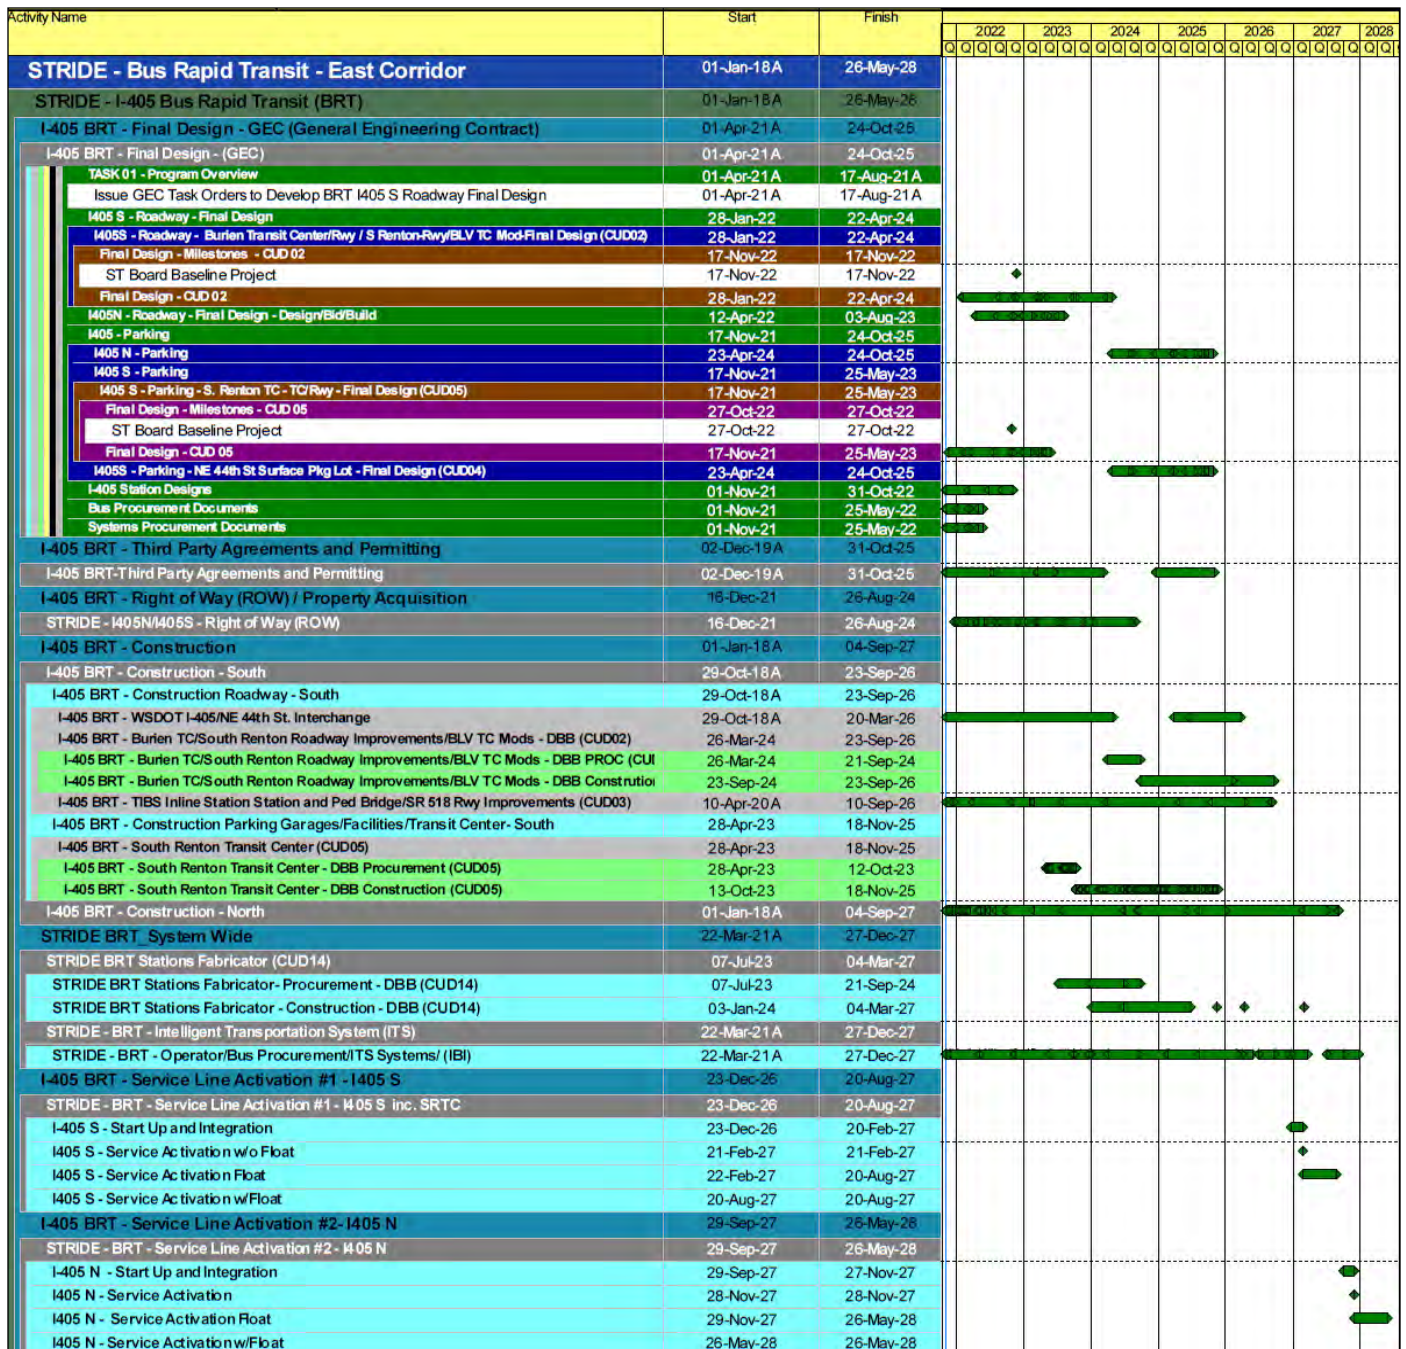 Activity Name Start Finish
2022 2023 2024 2025 2026 2027 2028
Q Q Q Q Q Q Q Q Q Q Q Q Q Q Q Q Q Q Q Q Q Q Q Q Q Q Q
STRIDE - Bus Rapid Transit - East Corridor 01-Jan-18 A 26-May-28
STRIDE - I-405 Bus Rapid Transit (BRT) 01-Jan-18 A 26-May-28
I-405 BRT - Final Design - GEC (General Engineering Contract) 01-Apr-21 A 24-Oct-25
I-405 BRT - Final Design - (GEC) 01-Apr-21 A 24-Oct-25
TASK 01 - Program Overview 01-Apr-21 A 17-Aug-21 A
Issue GEC Task Orders to Develop BRT I405 S Roadway Final Design 01-Apr-21 A 17-Aug-21 A
I405 S - Roadway - Final Design 28-Jan-22 22-Apr-24
I405S - Roadway - Burien Transit Center/Rwy / S Renton-Rwy/BLV TC Mod-Final Design (CUD02) 28-Jan-22 22-Apr-24
Final Design - Milestones - CUD 02 17-Nov-22 17-Nov-22
ST Board Baseline Project 17-Nov-22 17-Nov-22
Final Design - CUD 02 28-Jan-22 22-Apr-24
I405N - Roadway - Final Design - Design/Bid/Build 12-Apr-22 03-Aug-23
I405 - Parking 17-Nov-21 24-Oct-25
I405 N - Parking 23-Apr-24 24-Oct-25
I405 S - Parking 17-Nov-21 25-May-23
I405 S - Parking - S. Renton TC - TC/Rwy - Final Design (CUD05) 17-Nov-21 25-May-23
Final Design - Milestones - CUD 05 27-Oct-22 27-Oct-22
ST Board Baseline Project 27-Oct-22 27-Oct-22
Final Design - CUD 05 17-Nov-21 25-May-23
I405S - Parking - NE 44th St Surface Pkg Lot - Final Design (CUD04) 23-Apr-24 24-Oct-25
I-405 Station Designs 01-Nov-21 31-Oct-22
Bus Procurement Documents 01-Nov-21 25-May-22
Systems Procurement Documents 01-Nov-21 25-May-22
I-405 BRT - Third Party Agreements and Permitting 02-Dec-19 A 31-Oct-25
I-405 BRT-Third Party Agreements and Permitting 02-Dec-19 A 31-Oct-25
I-405 BRT - Right of Way (ROW) / Property Acquisition 16-Dec-21 26-Aug-24
STRIDE - I405N/I405S - Right of Way (ROW) 16-Dec-21 26-Aug-24
I-405 BRT - Construction 01-Jan-18 A 04-Sep-27
I-405 BRT - Construction - South 29-Oct-18 A 23-Sep-26
I-405 BRT - Construction Roadway - South 29-Oct-18 A 23-Sep-26
I-405 BRT - WSDOT I-405/NE 44th St. Interchange 29-Oct-18 A 20-Mar-26
I-405 BRT - Burien TC/South Renton Roadway Improvements/BLV TC Mods - DBB (CUD02) 26-Mar-24 23-Sep-26
I-405 BRT - Burien TC/South Renton Roadway Improvements/BLV TC Mods - DBB PROC (CUI 26-Mar-24 21-Sep-24
I-405 BRT - Burien TC/South Renton Roadway Improvements/BLV TC Mods - DBB Constrution 23-Sep-24 23-Sep-26
I-405 BRT - TIBS Inline Station Station and Ped Bridge/SR 518 Rwy Improvements (CUD03) 10-Apr-20 A 10-Sep-26
I-405 BRT - Construction Parking Garages/Facilities/Transit Center- South 28-Apr-23 18-Nov-25
I-405 BRT - South Renton Transit Center (CUD05) 28-Apr-23 18-Nov-25
I-405 BRT - South Renton Transit Center - DBB Procurement (CUD05) 28-Apr-23 12-Oct-23
I-405 BRT - South Renton Transit Center - DBB Construction (CUD05) 13-Oct-23 18-Nov-25
I-405 BRT - Construction - North 01-Jan-18 A 04-Sep-27
STRIDE BRT_System Wide 22-Mar-21 A 27-Dec-27
STRIDE BRT Stations Fabricator (CUD14) 07-Jul-23 04-Mar-27
STRIDE BRT Stations Fabricator- Procurement - DBB (CUD14) 07-Jul-23 21-Sep-24
STRIDE BRT Stations Fabricator - Construction - DBB (CUD14) 03-Jan-24 04-Mar-27
STRIDE - BRT - Intelligent Transportation System (ITS) 22-Mar-21 A 27-Dec-27
STRIDE - BRT - Operator/Bus Procurement/ITS Systems/ (IBI) 22-Mar-21 A 27-Dec-27
I-405 BRT - Service Line Activation #1 - I405 S 23-Dec-26 20-Aug-27
STRIDE - BRT - Service Line Activation #1 - I405 S inc. SRTC 23-Dec-26 20-Aug-27
I-405 S - Start Up and Integration 23-Dec-26 20-Feb-27
I405 S - Service Activation w/o Float 21-Feb-27 21-Feb-27
I405 S - Service Activation Float 22-Feb-27 20-Aug-27
I405 S - Service Activation w/Float 20-Aug-27 20-Aug-27
I-405 BRT - Service Line Activation #2- I405 N 29-Sep-27 26-May-28
STRIDE - BRT - Service Line Activation #2 - I405 N 29-Sep-27 26-May-28
I-405 N - Start Up and Integration 29-Sep-27 27-Nov-27
I405 N - Service Activation 28-Nov-27 28-Nov-27
I405 N - Service Activation Float 29-Nov-27 26-May-28
I405 N - Service Activation w/Float 26-May-28 26-May-28